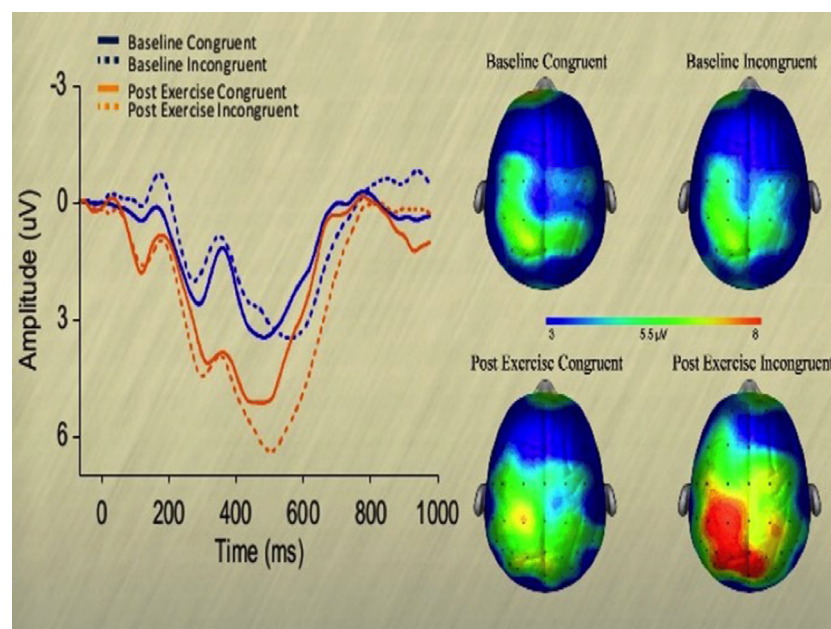 Baseline Congruent
Baseline Incongruent
Post Exercise Congruent
Post Exercise Incongruent
-3
0
3
6
Amplitude (uV)
0 200 400 600 800 1000
Time (ms)
Baseline Congruent
Baseline Incongruent
3 5.5 µV 8
Post Exercise Congruent
Post Exercise Incongruent